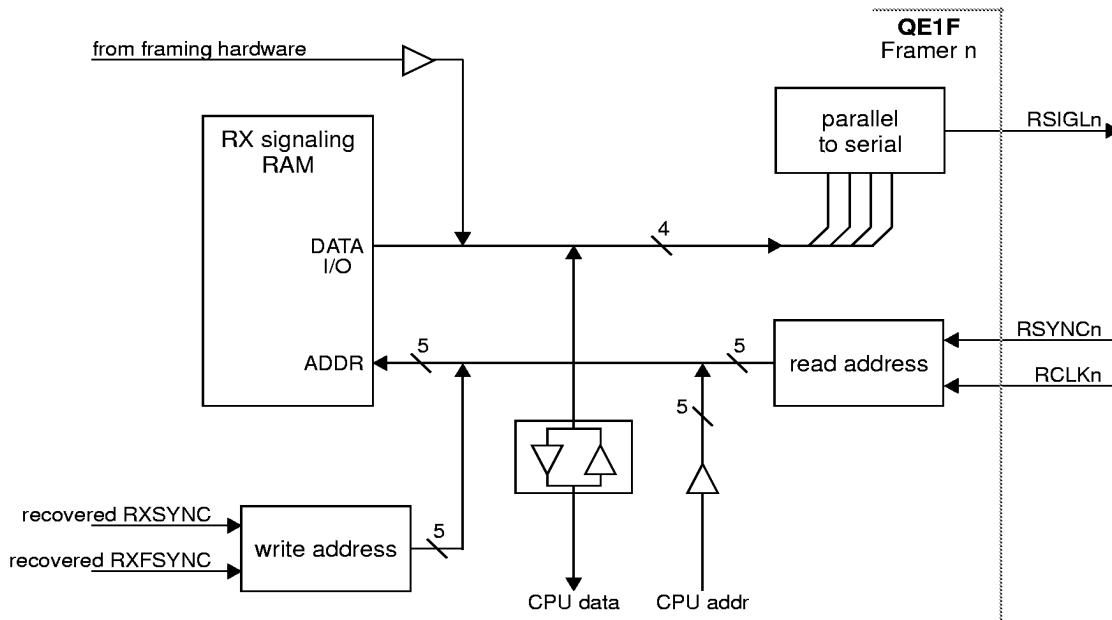 QE1F
Framer n
from framing hardware
RX signaling
RAM
parallel
to serial
RSIGLn
DATA
I/O
4
ADDR
5
5
5
read address
RSYNCn
RCLKn
recovered RXSYNC
recovered RXFSYNC
write address
5
CPU data
CPU addr